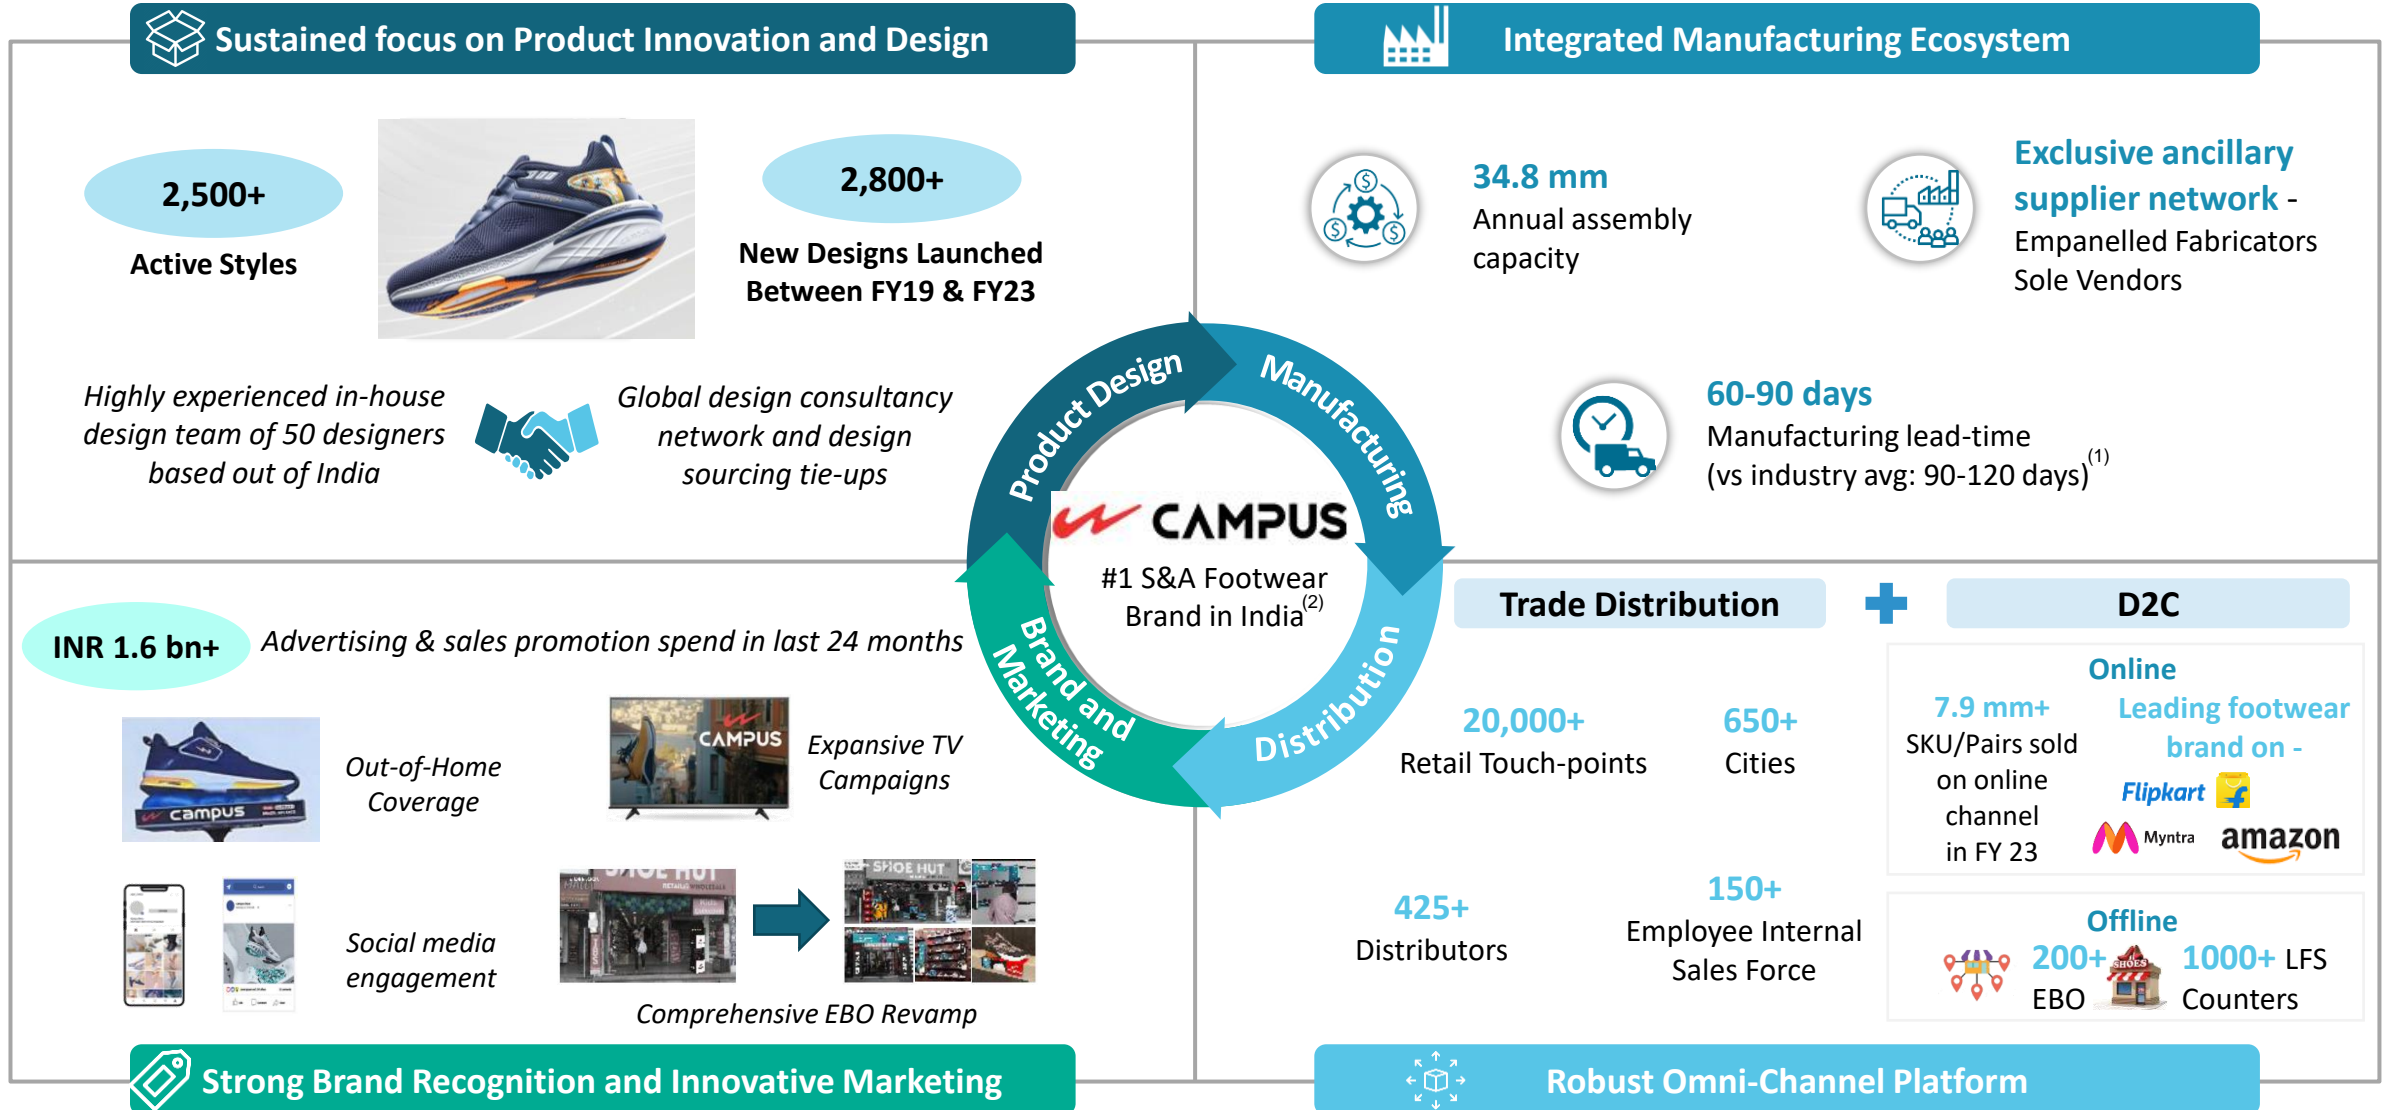 Sustained focus on Product Innovation and Design
2,500+
Active Styles
2,800+
New Designs Launched
Between FY19 & FY23
Highly experienced in-house
design team of 50 designers
based out of India
Global design consultancy
network and design
sourcing tie-ups
Integrated Manufacturing Ecosystem
34.8 mm
Annual assembly
capacity
Exclusive ancillary
supplier network -
Empanelled Fabricators
Sole Vendors
60-90 days
Manufacturing lead-time
(vs industry avg: 90-120 days)(1)
Product Design
Manufacturing
Distribution
Brand and
Marketing
CAMPUS
#1 S&A Footwear
Brand in India(2)
INR 1.6 bn+
Advertising & sales promotion spend in last 24 months
campus
Out-of-Home
Coverage
CAMPUS
Expansive TV
Campaigns
Social media
engagement
SHOE HUT
RETAIL WHOLESALE
SHOE HUT
Comprehensive EBO Revamp
Strong Brand Recognition and Innovative Marketing
Trade Distribution
20,000+
Retail Touch-points
650+
Cities
425+
Distributors
150+
Employee Internal
Sales Force
D2C
Online
7.9 mm+
SKU/Pairs sold
on online
channel
in FY 23
Leading footwear
brand on -
Flipkart
Myntra
amazon
Offline
200+
EBO
SHOES
1000+ LFS
Counters
Robust Omni-Channel Platform